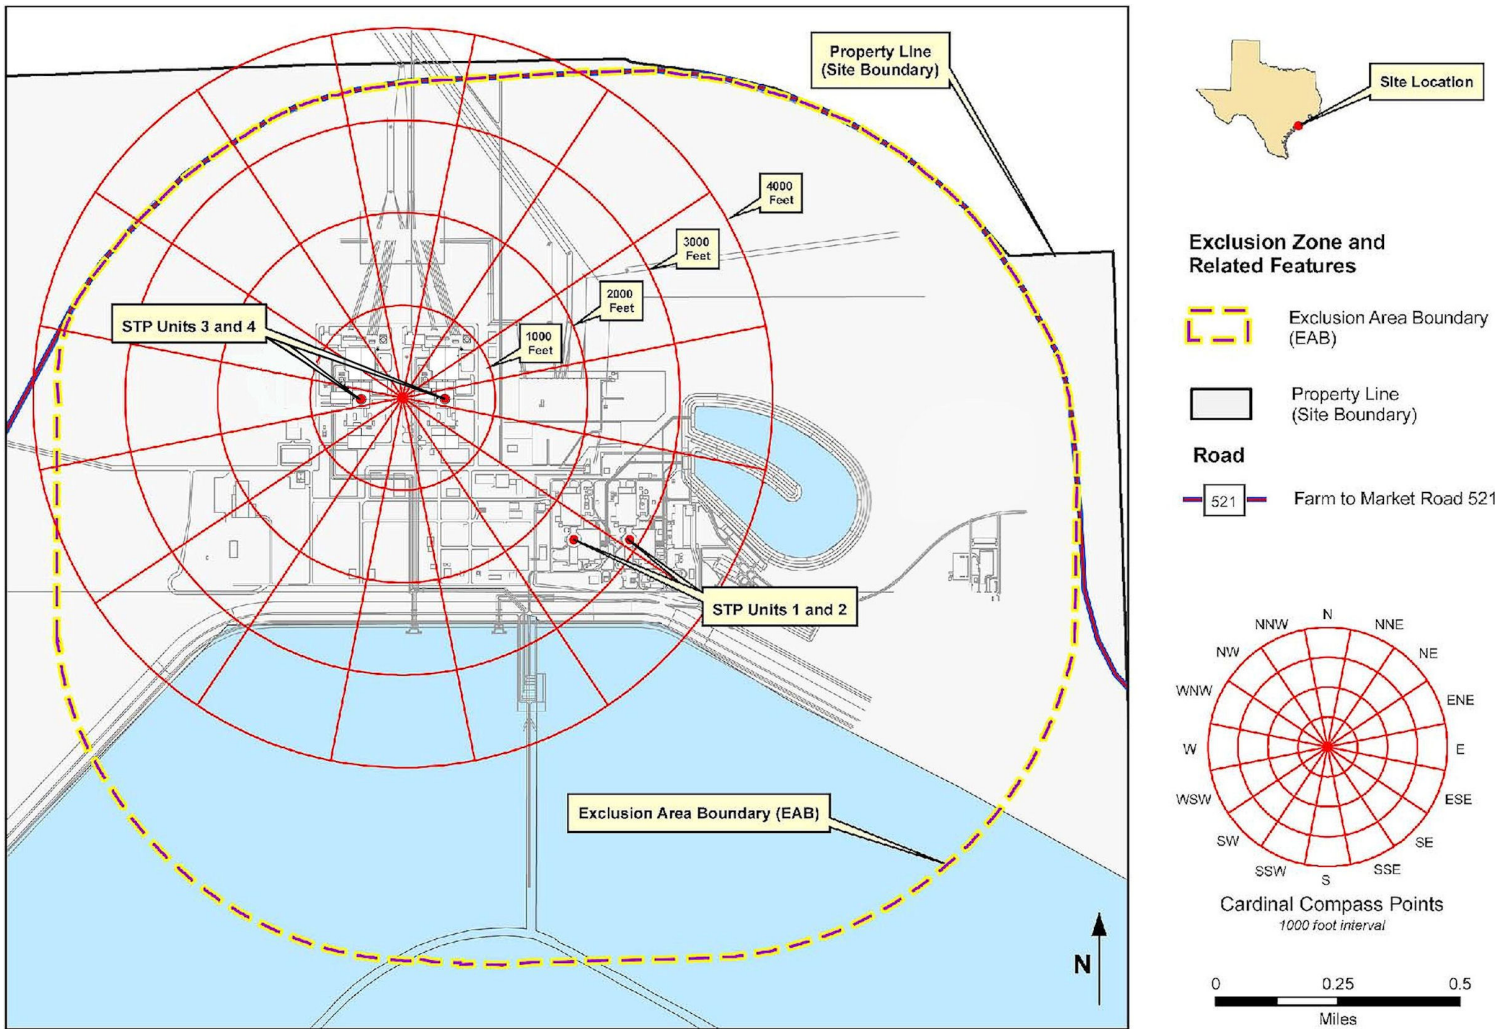 Property Line
(Site Boundary)
Site Location
4000
Feet
3000
Feet
2000
Feet
1000
Feet
STP Units 3 and 4
STP Units 1 and 2
Exclusion Area Boundary (EAB)
N
Exclusion Zone and
Related Features
Exclusion Area Boundary
(EAB)
Property Line
(Site Boundary)
Road
521
Farm to Market Road 521
N
NNW
NNE
NW
NE
WNW
ENE
W
E
WSW
ESE
SW
SE
SSW
SSE
S
Cardinal Compass Points
1000 foot interval
0
0.25
0.5
Miles